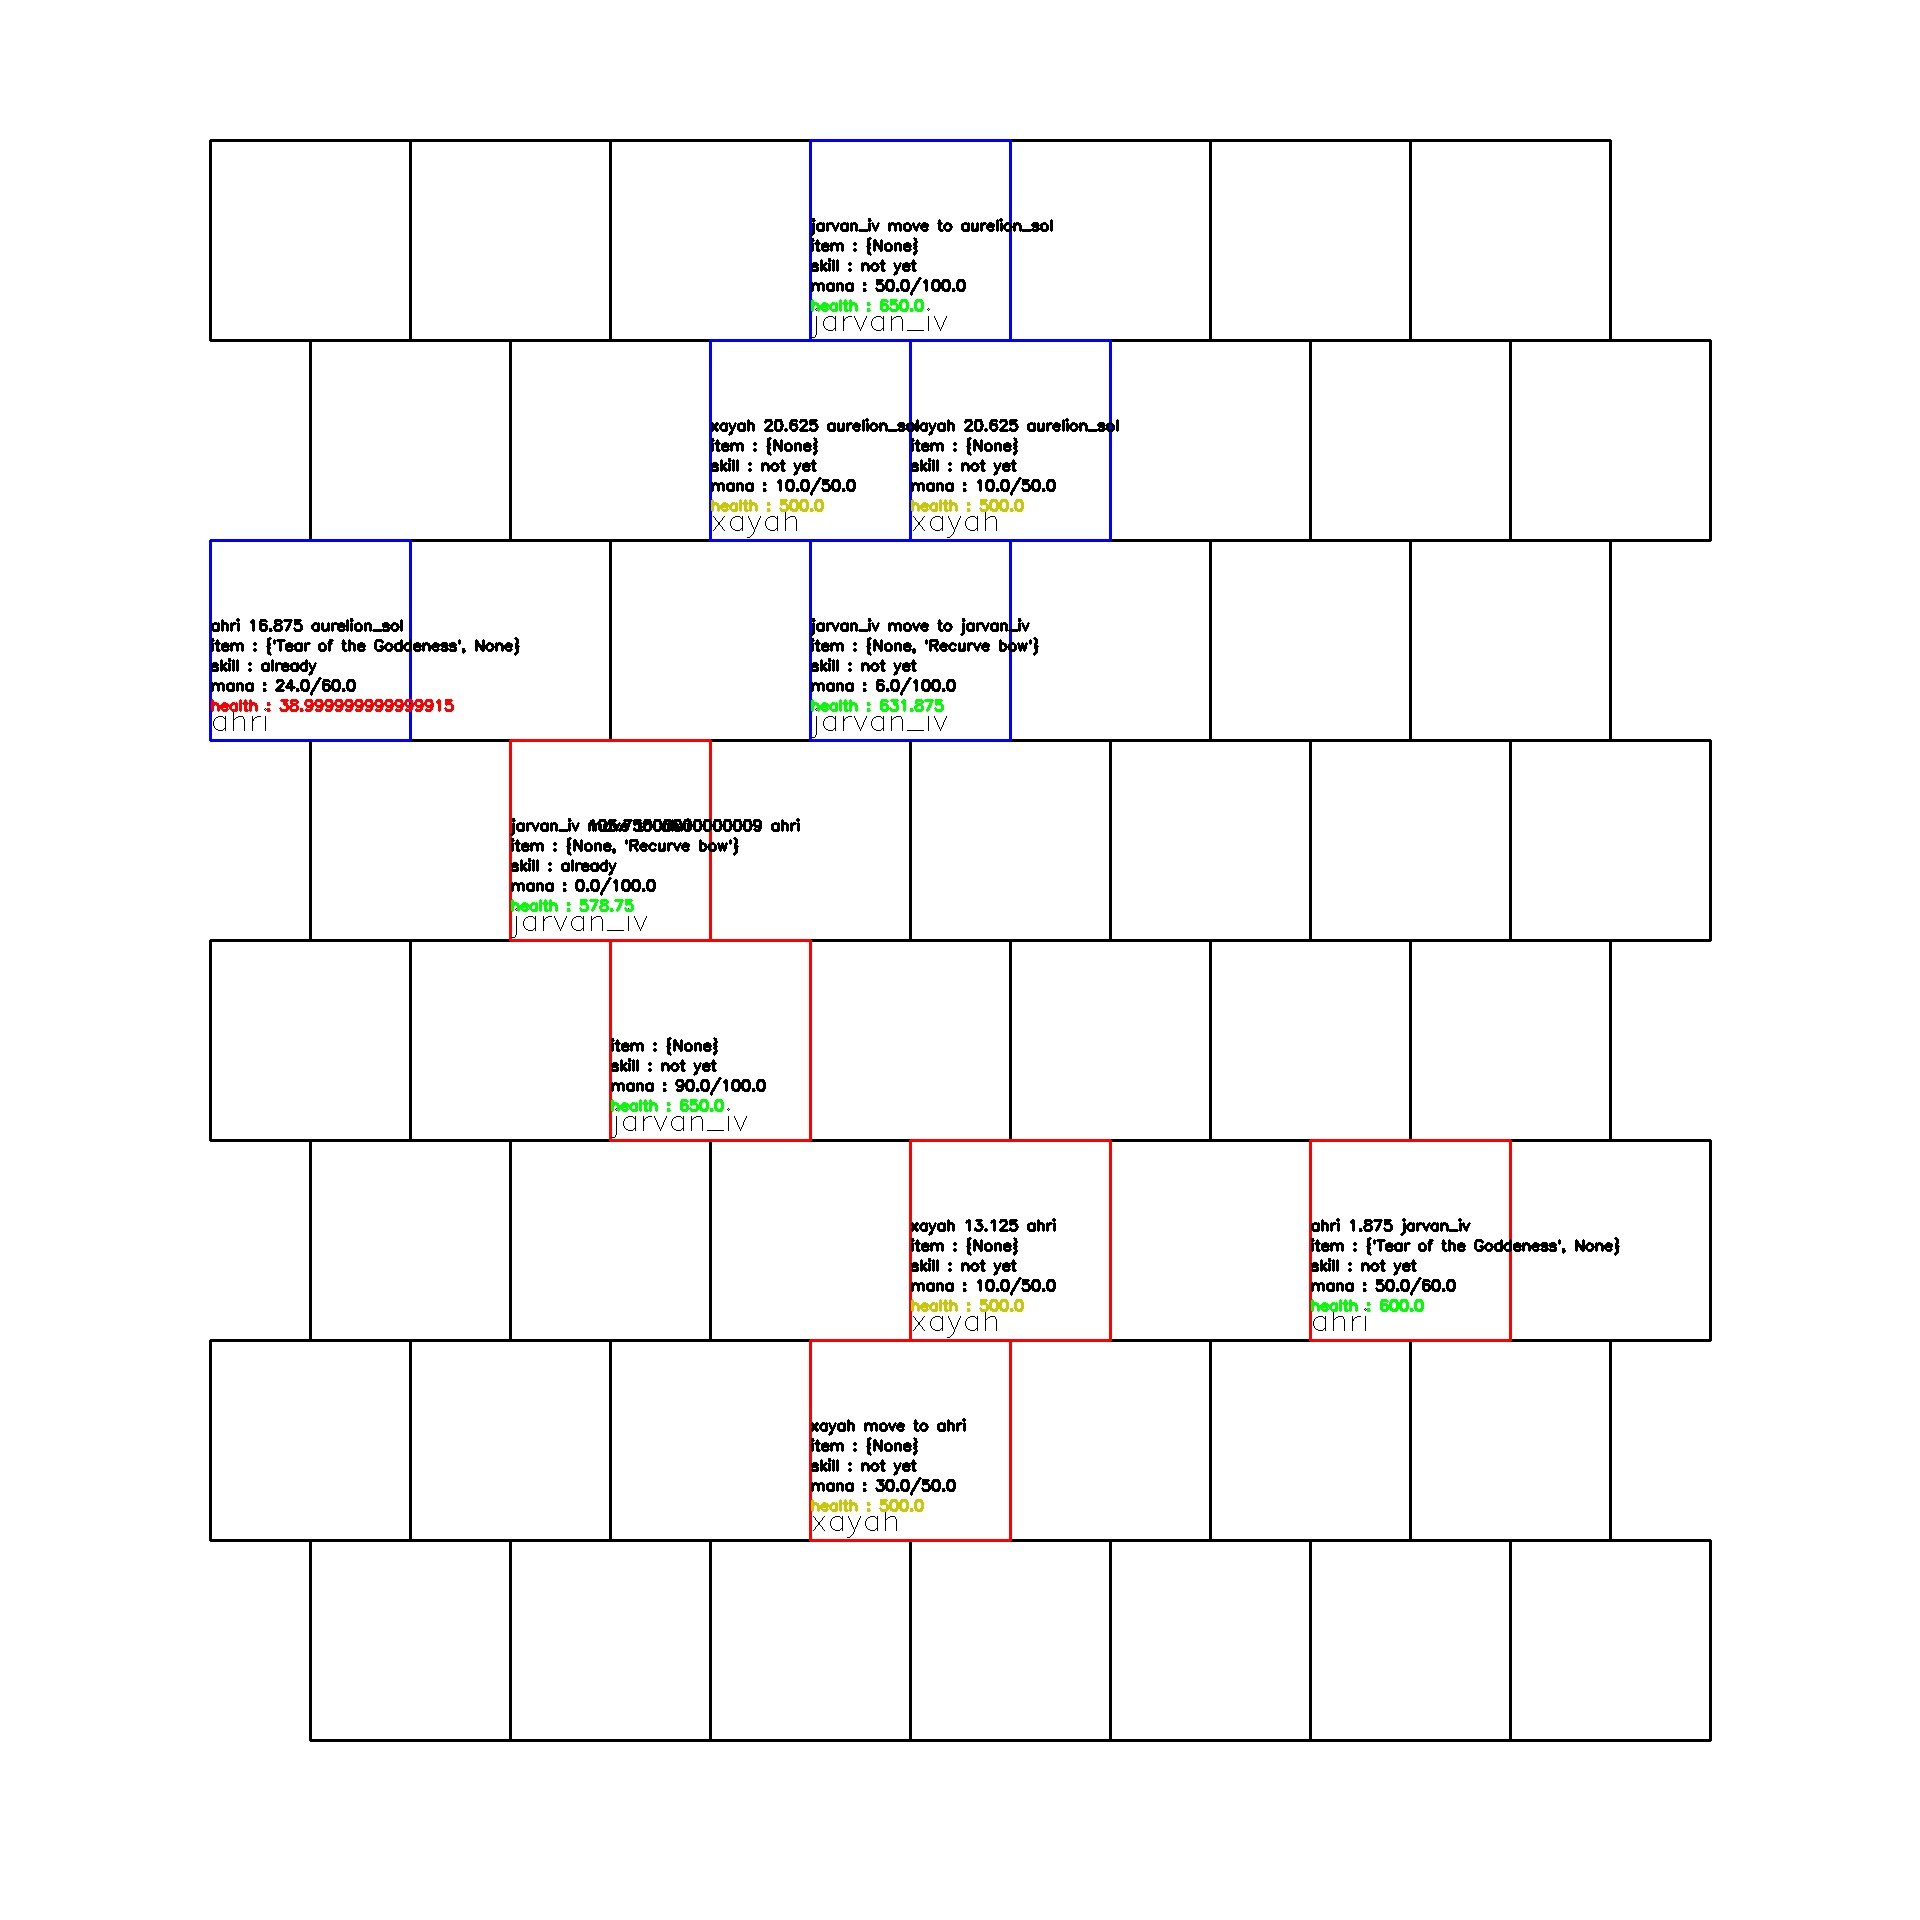 jarvan_iv move to aurelion_sol
item : {None}
skill : not yet
mana : 50.0/100.0
health : 650.0
jarvan_iv
xayah 20.625 aurelion_sol
item : {None}
skill : not yet
mana : 10.0/50.0
health : 500.0
xayah
xayah 20.625 aurelion_sol
item : {None}
skill : not yet
mana : 10.0/50.0
health : 500.0
xayah
ahri 16.875 aurelion_sol
item : {'Tear of the Goddeness', None}
skill : already
mana : 24.0/60.0
health : 38.999999999999915
ahri
jarvan_iv move to jarvan_iv
item : {None, 'Recurve bow'}
skill : not yet
mana : 6.0/100.0
health : 631.875
jarvan_iv
jarvan_iv ahri
item : {None, 'Recurve bow'}
skill : already
mana : 0.0/100.0
health : 578.75
jarvan_iv
item : {None}
skill : not yet
mana : 90.0/100.0
health : 650.0
jarvan_iv
xayah 13.125 ahri
item : {None}
skill : not yet
mana : 10.0/50.0
health : 500.0
xayah
ahri 1.875 jarvan_iv
item : {'Tear of the Goddeness', None}
skill : not yet
mana : 50.0/60.0
health : 600.0
ahri
xayah move to ahri
item : {None}
skill : not yet
mana : 30.0/50.0
health : 500.0
xayah